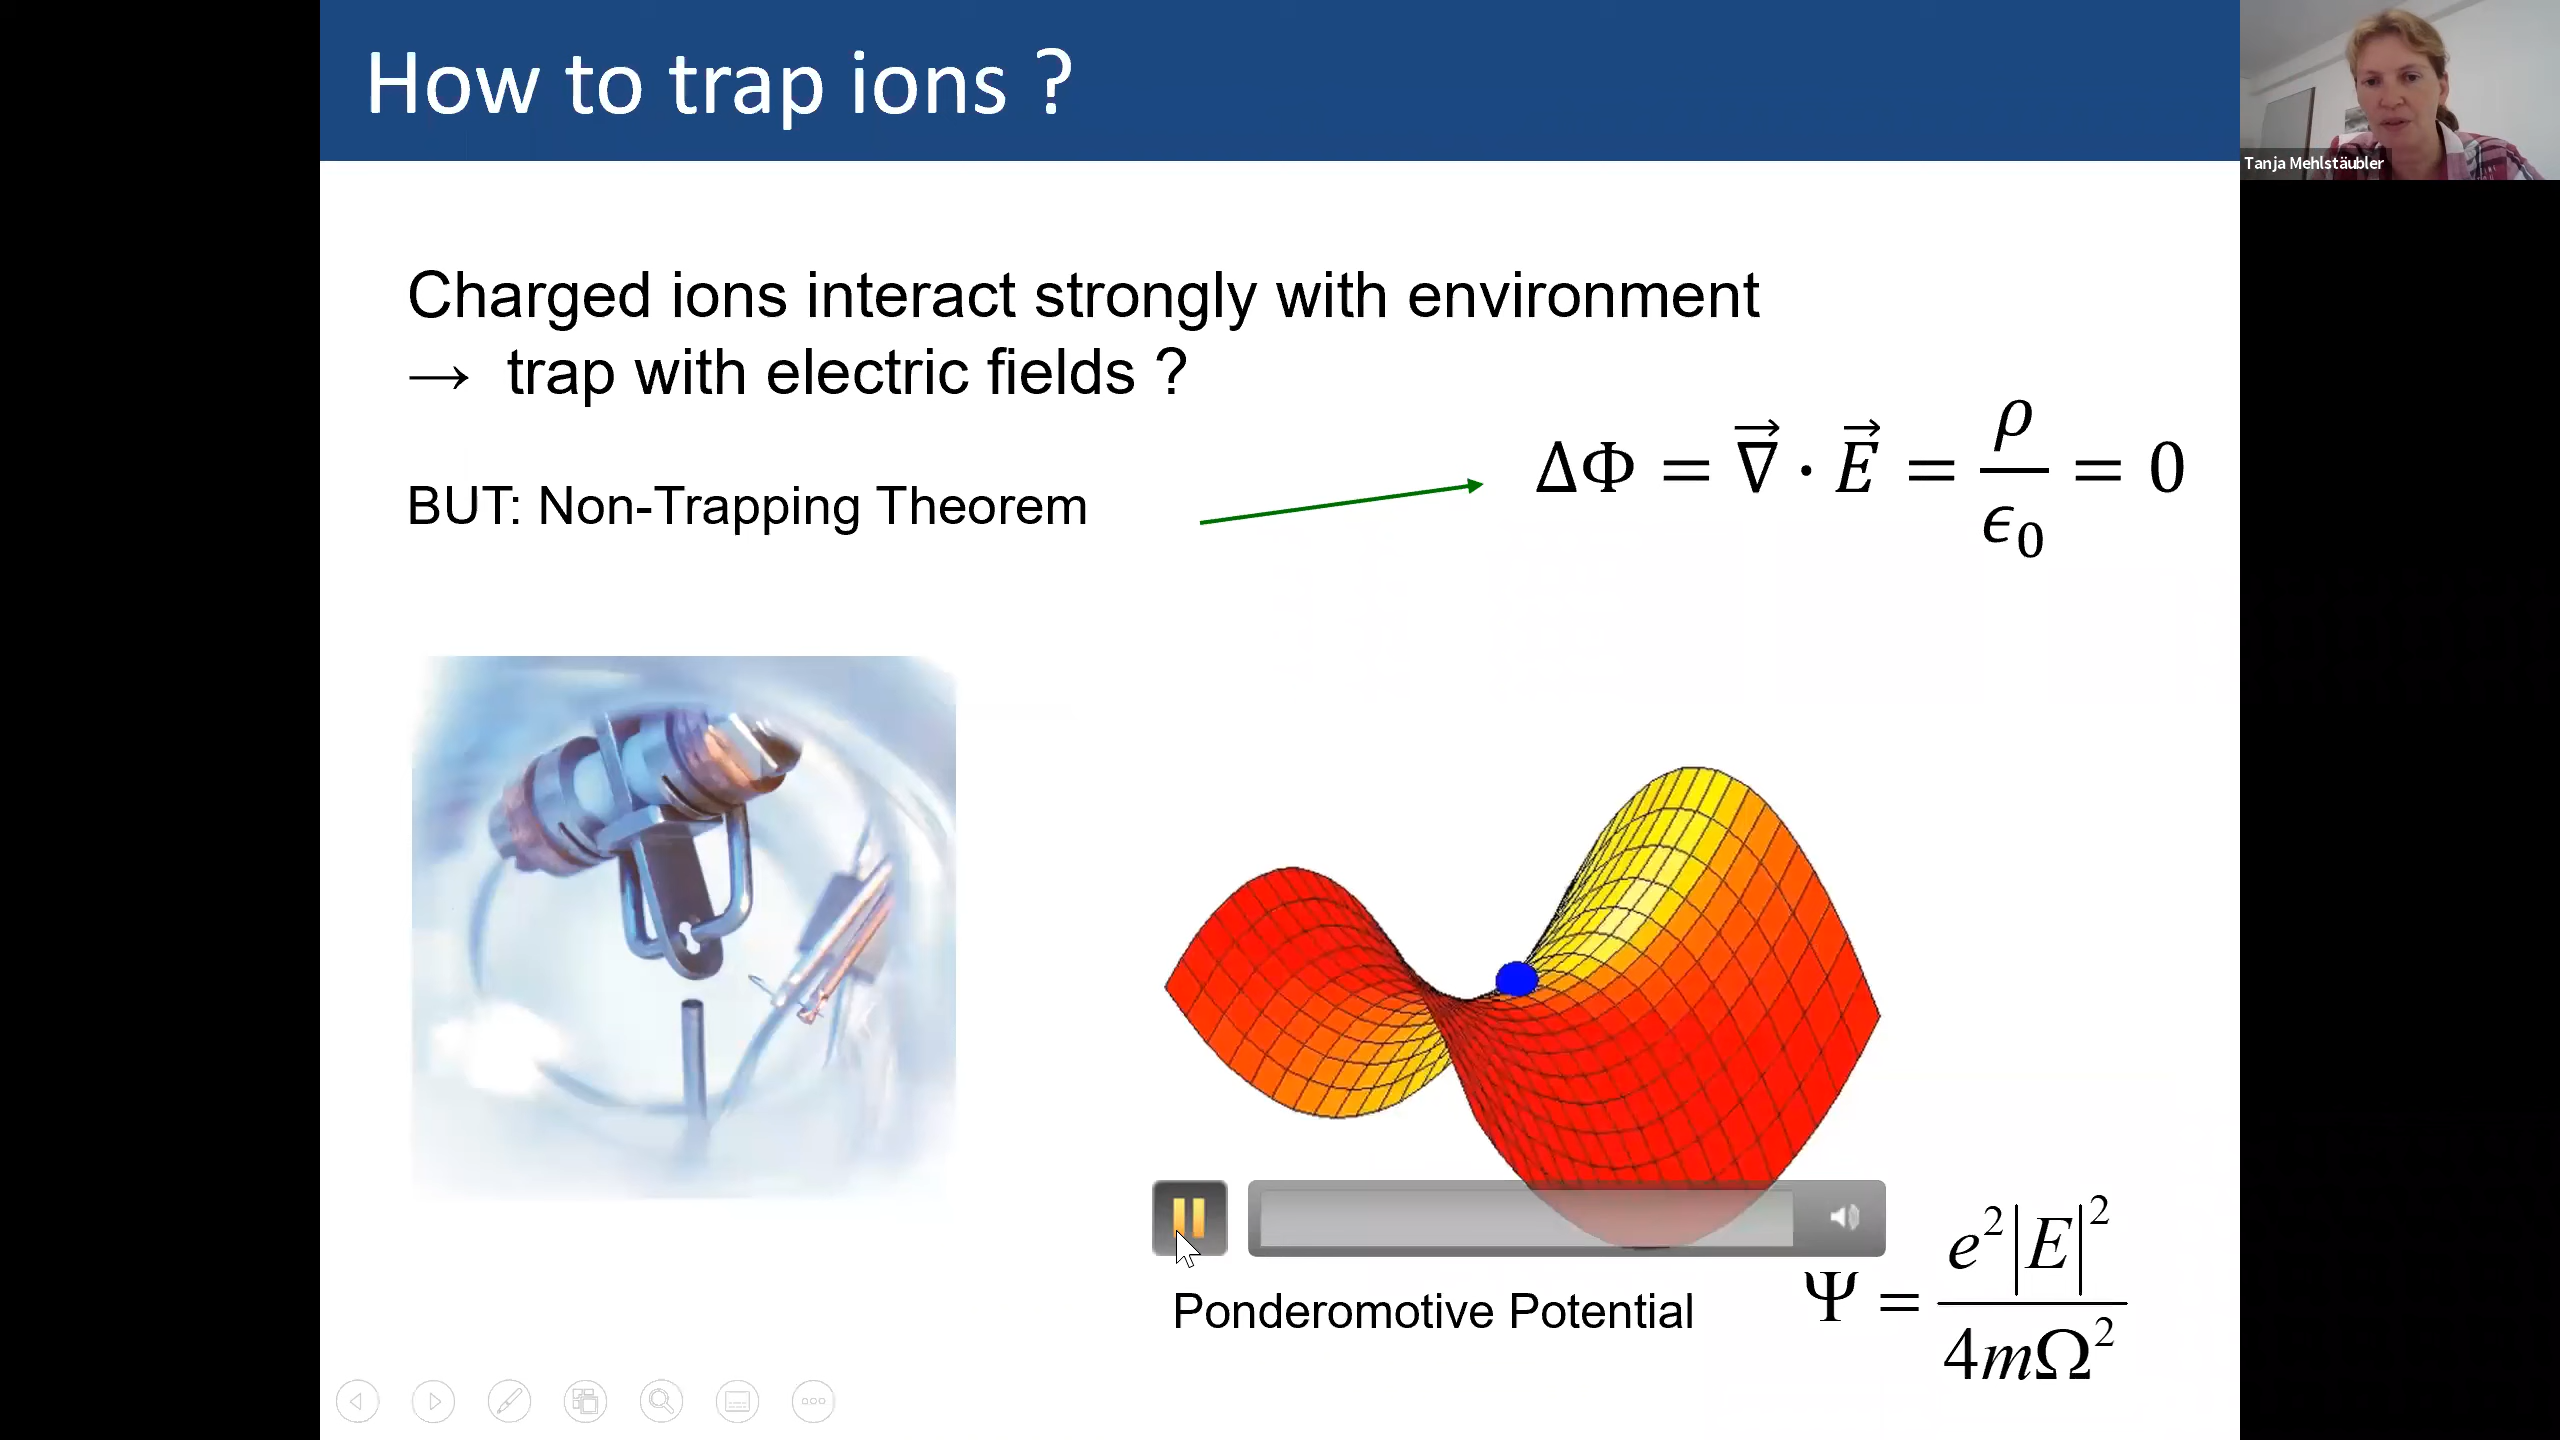 How to trap ions ?
Tanja Mehlstäubler
Charged ions interact strongly with environment
→ trap with electric fields ?
BUT: Non-Trapping Theorem
ΔΦ = ∇⃗ · E⃗ = ρ/ϵ₀ = 0
Ponderomotive Potential
Ψ = e²|E|²/4mΩ²